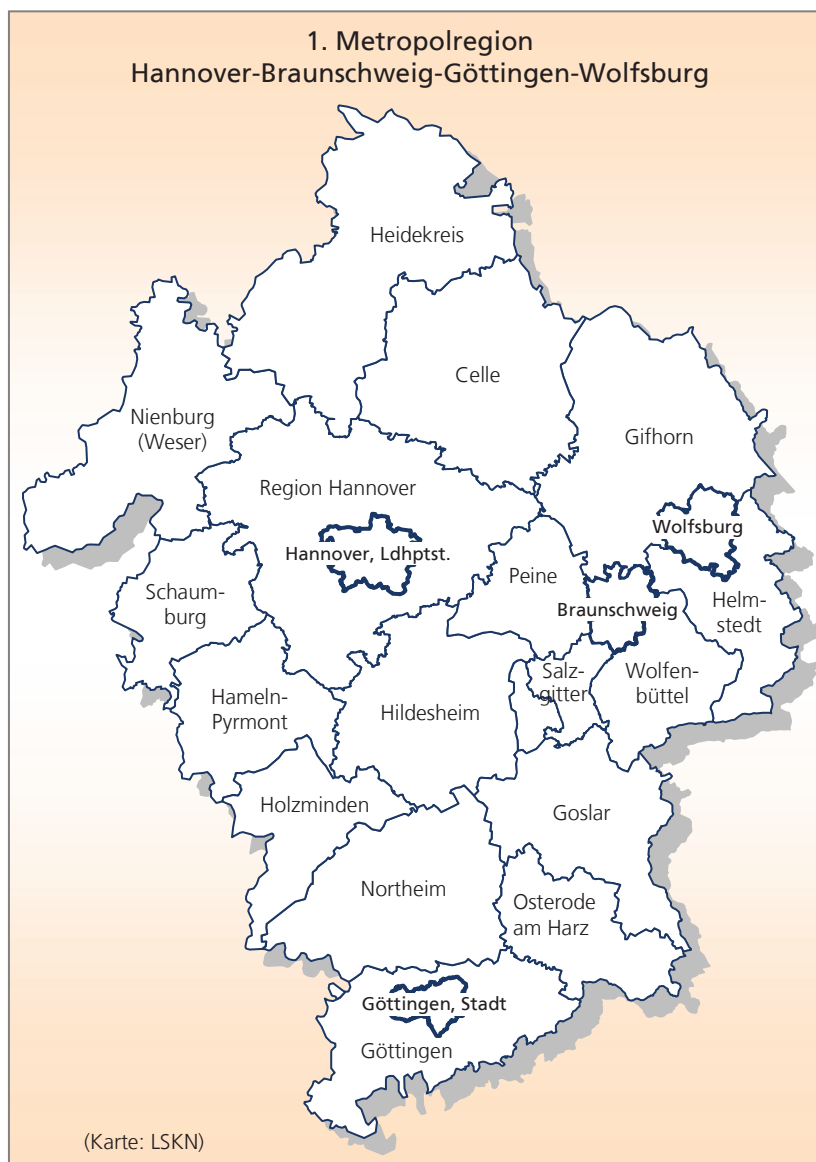 1. Metropolregion
Hannover-Braunschweig-Göttingen-Wolfsburg
Heidekreis
Celle
Nienburg
(Weser)
Gifhorn
Region Hannover
Wolfsburg
Hannover, Ldhptst.
Peine
Schaum-
burg
Braunschweig
Helm-
stedt
Salz-
gitter
Wolfen-
büttel
Hameln-
Pyrmont
Hildesheim
Holzminden
Goslar
Northeim
Osterode
am Harz
Göttingen, Stadt
Göttingen
(Karte: LSKN)